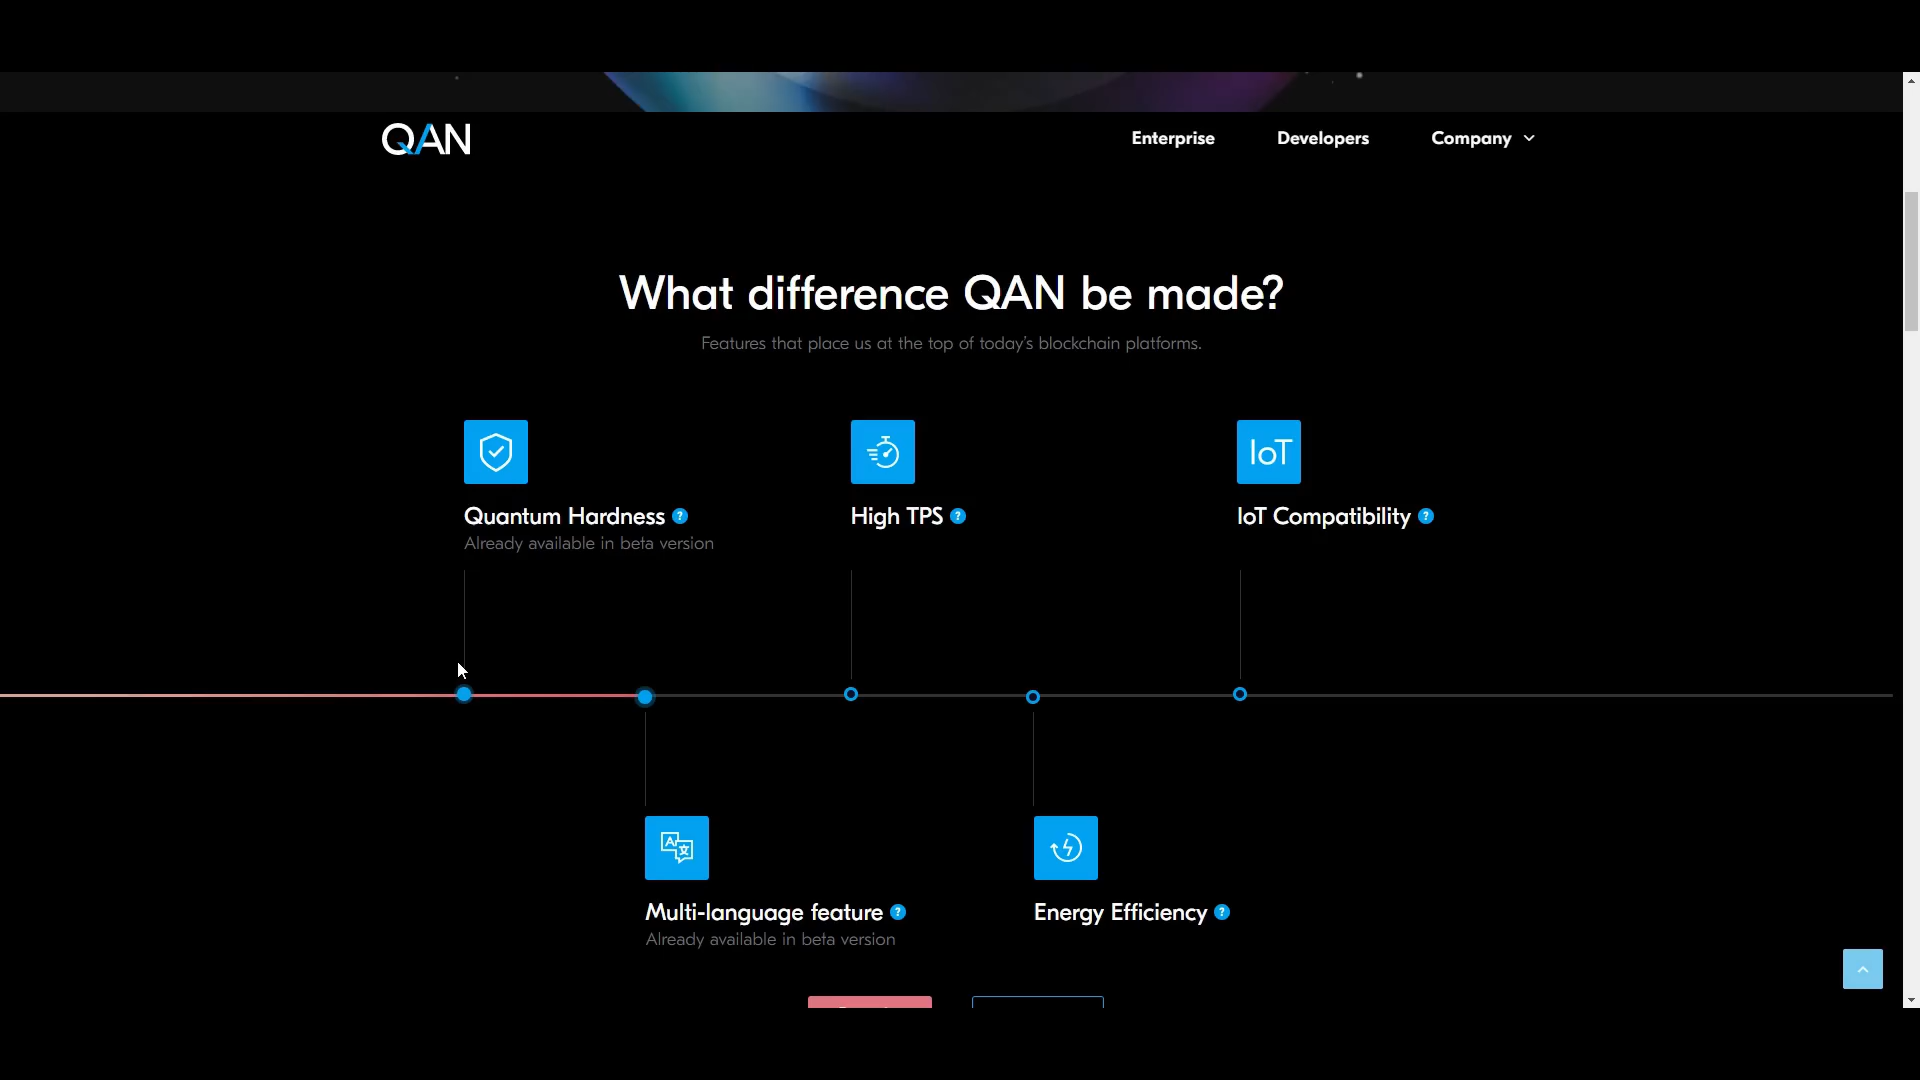 QAN
Enterprise
Developers
Company
What difference QAN be made?
Features that place us at the top of today's blockchain platforms.
IoT
Quantum Hardness ?
Already available in beta version
High TPS ?
IoT Compatibility ?
A
Multi-language feature ?
Already available in beta version
Energy Efficiency ?